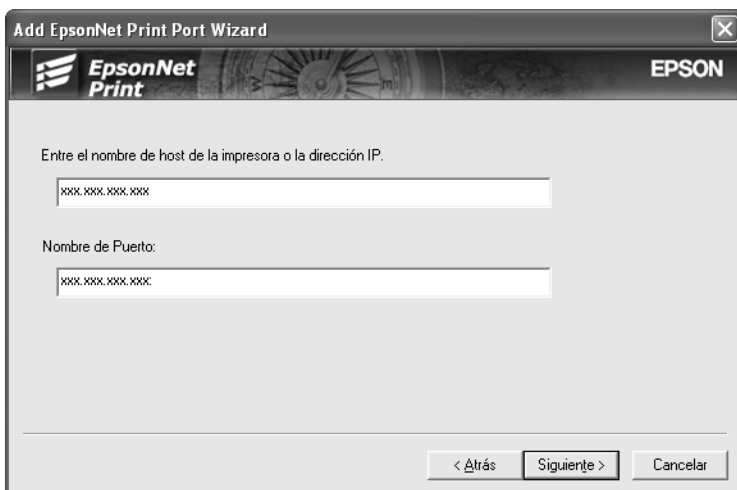 Add EpsonNet Print Port Wizard
EpsonNet
Print
EPSON
Entre el nombre de host de la impresora o la dirección IP.
xxx.xxx.xxx.xxx
Nombre de Puerto:
xxx.xxx.xxx.xxx:
< Atrás
Siguiente >
Cancelar